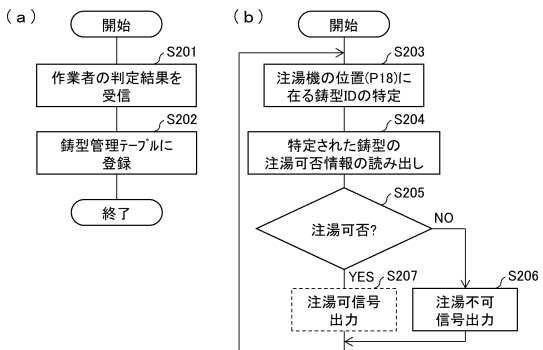 (a)
開始
S201
作業者の判定結果を
受信
S202
鋳型管理ﾃｰﾌﾞﾙに
登録
終了
(b)
開始
S203
注湯機の位置(P18)に
在る鋳型IDの特定
S204
特定された鋳型の
注湯可否情報の読み出し
S205
注湯可否?
NO
YES
S207
注湯可信号
出力
S206
注湯不可
信号出力